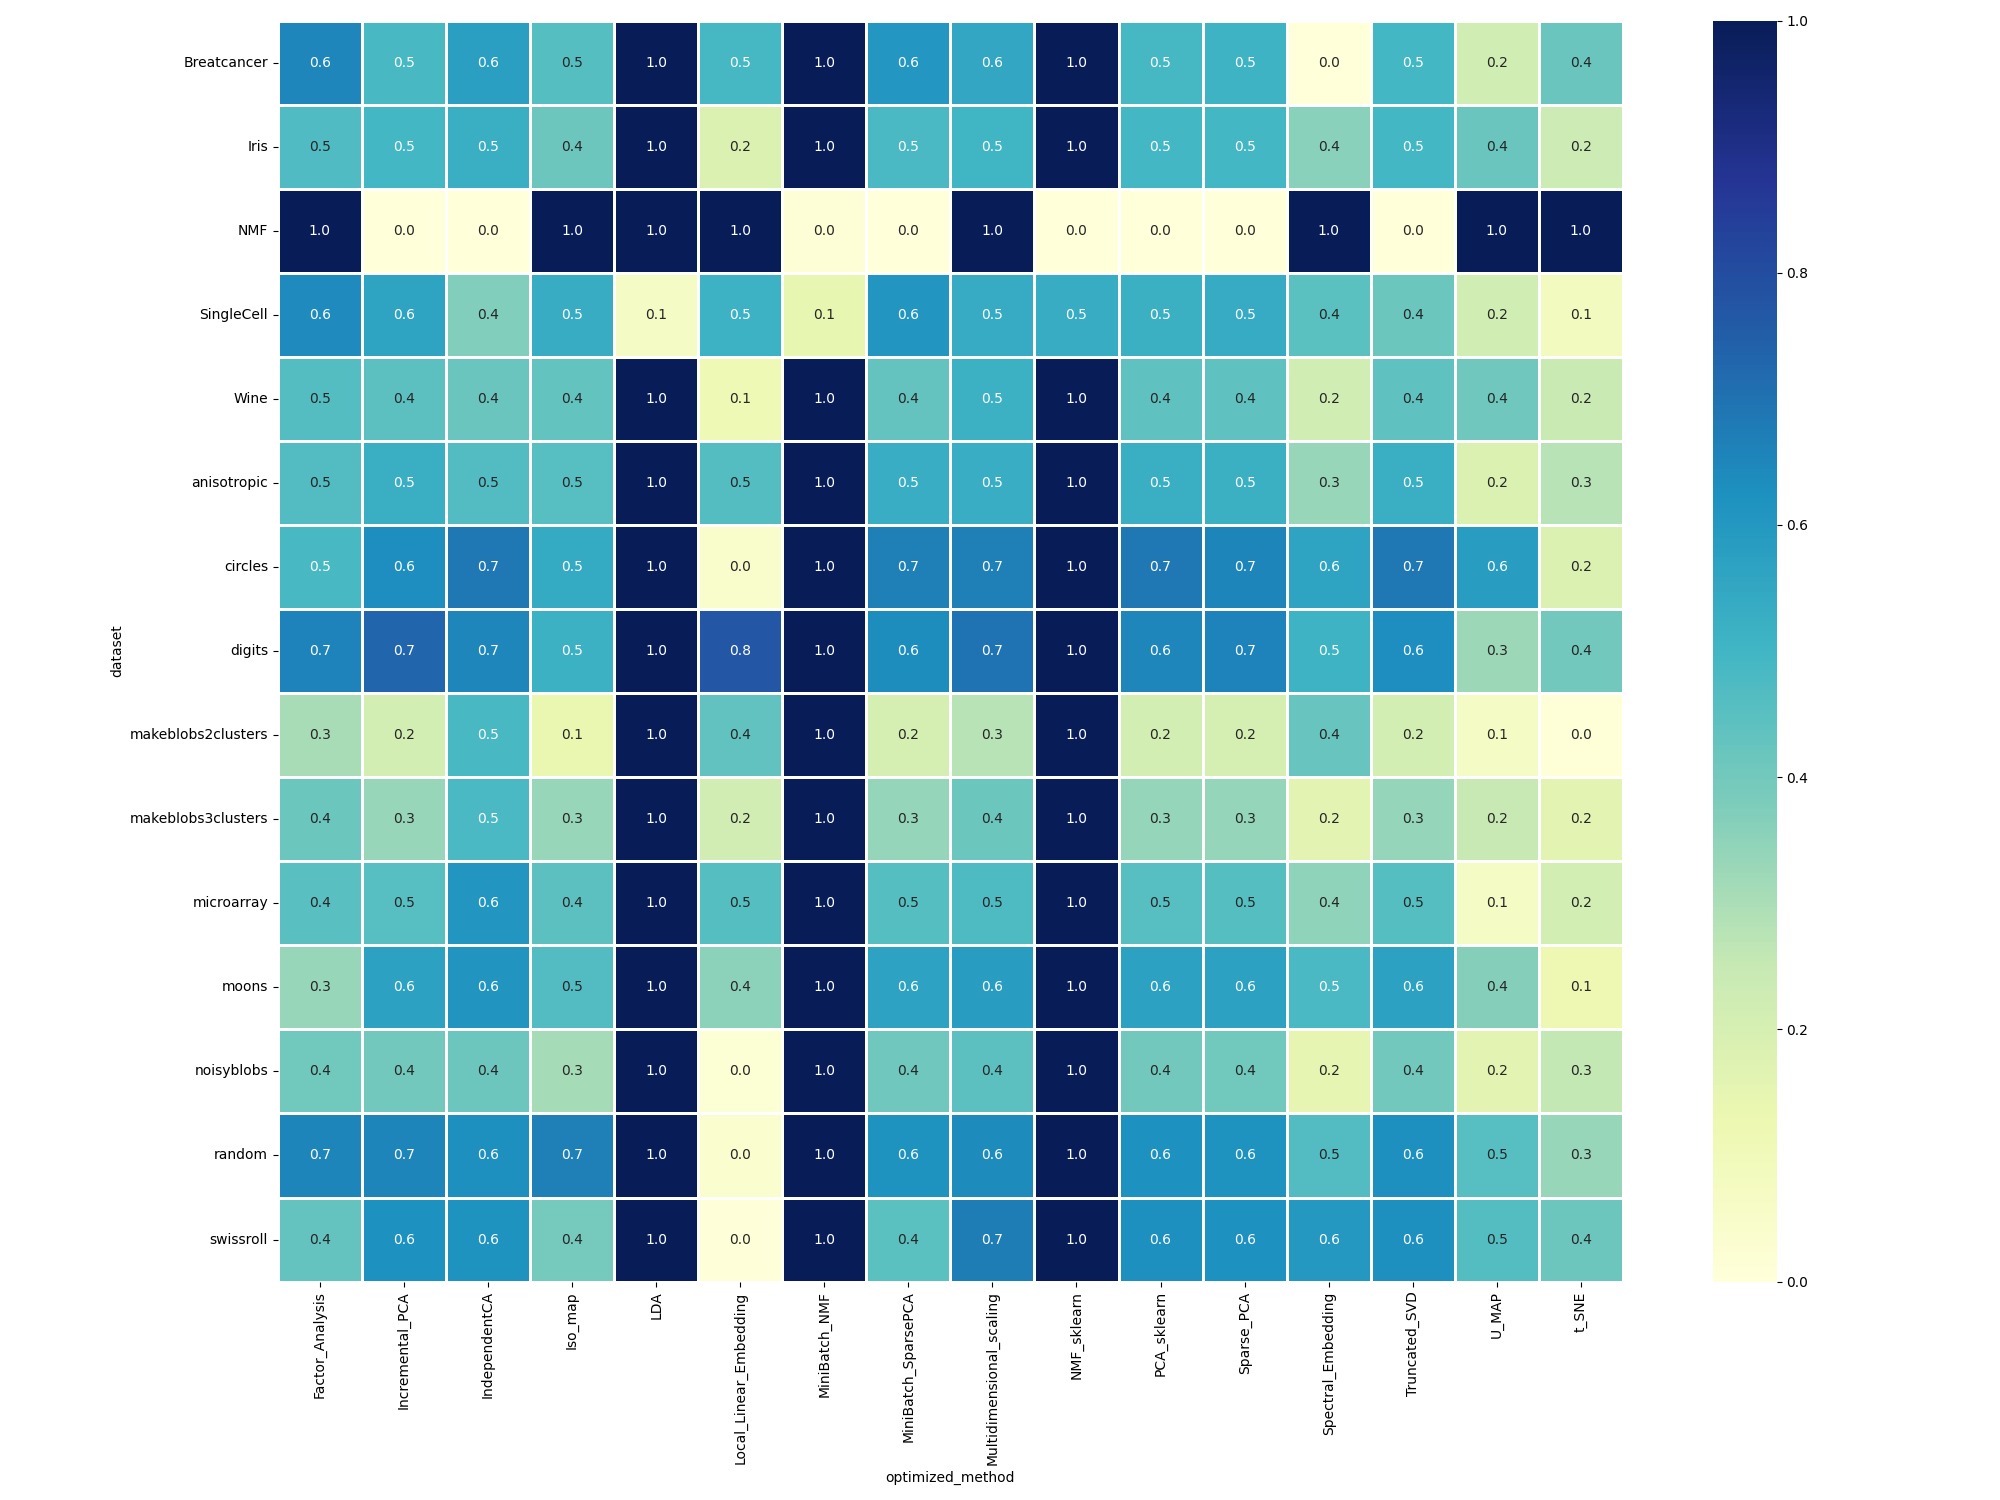 Breatcancer 0.6 0.5 0.6 0.5 1.0 0.5 1.0 0.6 0.6 1.0 0.5 0.5 0.0 0.5 0.2 0.4
Iris 0.5 0.5 0.5 0.4 1.0 0.2 1.0 0.5 0.5 1.0 0.5 0.5 0.4 0.5 0.4 0.2
NMF 1.0 0.0 0.0 1.0 1.0 1.0 0.0 0.0 1.0 0.0 0.0 0.0 1.0 0.0 1.0 1.0
SingleCell 0.6 0.6 0.4 0.5 0.1 0.5 0.1 0.6 0.5 0.5 0.5 0.5 0.4 0.4 0.2 0.1
Wine 0.5 0.4 0.4 0.4 1.0 0.1 1.0 0.4 0.5 1.0 0.4 0.4 0.2 0.4 0.4 0.2
anisotropic 0.5 0.5 0.5 0.5 1.0 0.5 1.0 0.5 0.5 1.0 0.5 0.5 0.3 0.5 0.2 0.3
circles 0.5 0.6 0.7 0.5 1.0 0.0 1.0 0.7 0.7 1.0 0.7 0.7 0.6 0.7 0.6 0.2
digits 0.7 0.7 0.7 0.5 1.0 0.8 1.0 0.6 0.7 1.0 0.6 0.7 0.5 0.6 0.3 0.4
makeblobs2clusters 0.3 0.2 0.5 0.1 1.0 0.4 1.0 0.2 0.3 1.0 0.2 0.2 0.4 0.2 0.1 0.0
makeblobs3clusters 0.4 0.3 0.5 0.3 1.0 0.2 1.0 0.3 0.4 1.0 0.3 0.3 0.2 0.3 0.2 0.2
microarray 0.4 0.5 0.6 0.4 1.0 0.5 1.0 0.5 0.5 1.0 0.5 0.5 0.4 0.5 0.1 0.2
moons 0.3 0.6 0.6 0.5 1.0 0.4 1.0 0.6 0.6 1.0 0.6 0.6 0.5 0.6 0.4 0.1
noisyblobs 0.4 0.4 0.4 0.3 1.0 0.0 1.0 0.4 0.4 1.0 0.4 0.4 0.2 0.4 0.2 0.3
random 0.7 0.7 0.6 0.7 1.0 0.0 1.0 0.6 0.6 1.0 0.6 0.6 0.5 0.6 0.5 0.3
swissroll 0.4 0.6 0.6 0.4 1.0 0.0 1.0 0.4 0.7 1.0 0.6 0.6 0.6 0.6 0.5 0.4
dataset
Factor_Analysis
Incremental_PCA
IndependentCA
Iso_map
LDA
Local_Linear_Embedding
MiniBatch_NMF
MiniBatch_SparsePCA
Multidimensional_scaling
NMF_sklearn
PCA_sklearn
Sparse_PCA
Spectral_Embedding
Truncated_SVD
U_MAP
t_SNE
optimized_method
1.0
0.8
0.6
0.4
0.2
0.0